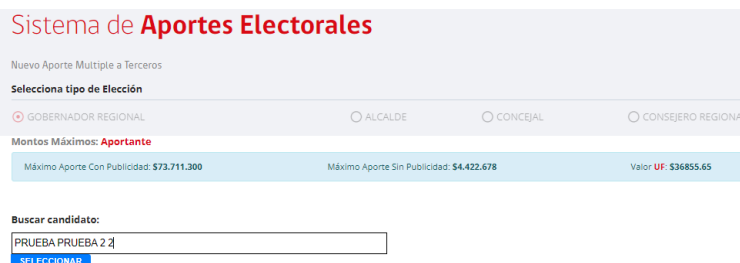 Sistema de Aportes Electorales
Nuevo Aporte Multiple a Terceros
Selecciona tipo de Elección
GOBERNADOR REGIONAL ALCALDE CONCEJAL CONSEJERO REGIONA
Montos Máximos: Aportante
Máximo Aporte Con Publicidad: $73.711.300 Máximo Aporte Sin Publicidad: $4.422.678 Valor UF: $36855.65
Buscar candidato:
PRUEBA PRUEBA 2 2
SELECCIONAR